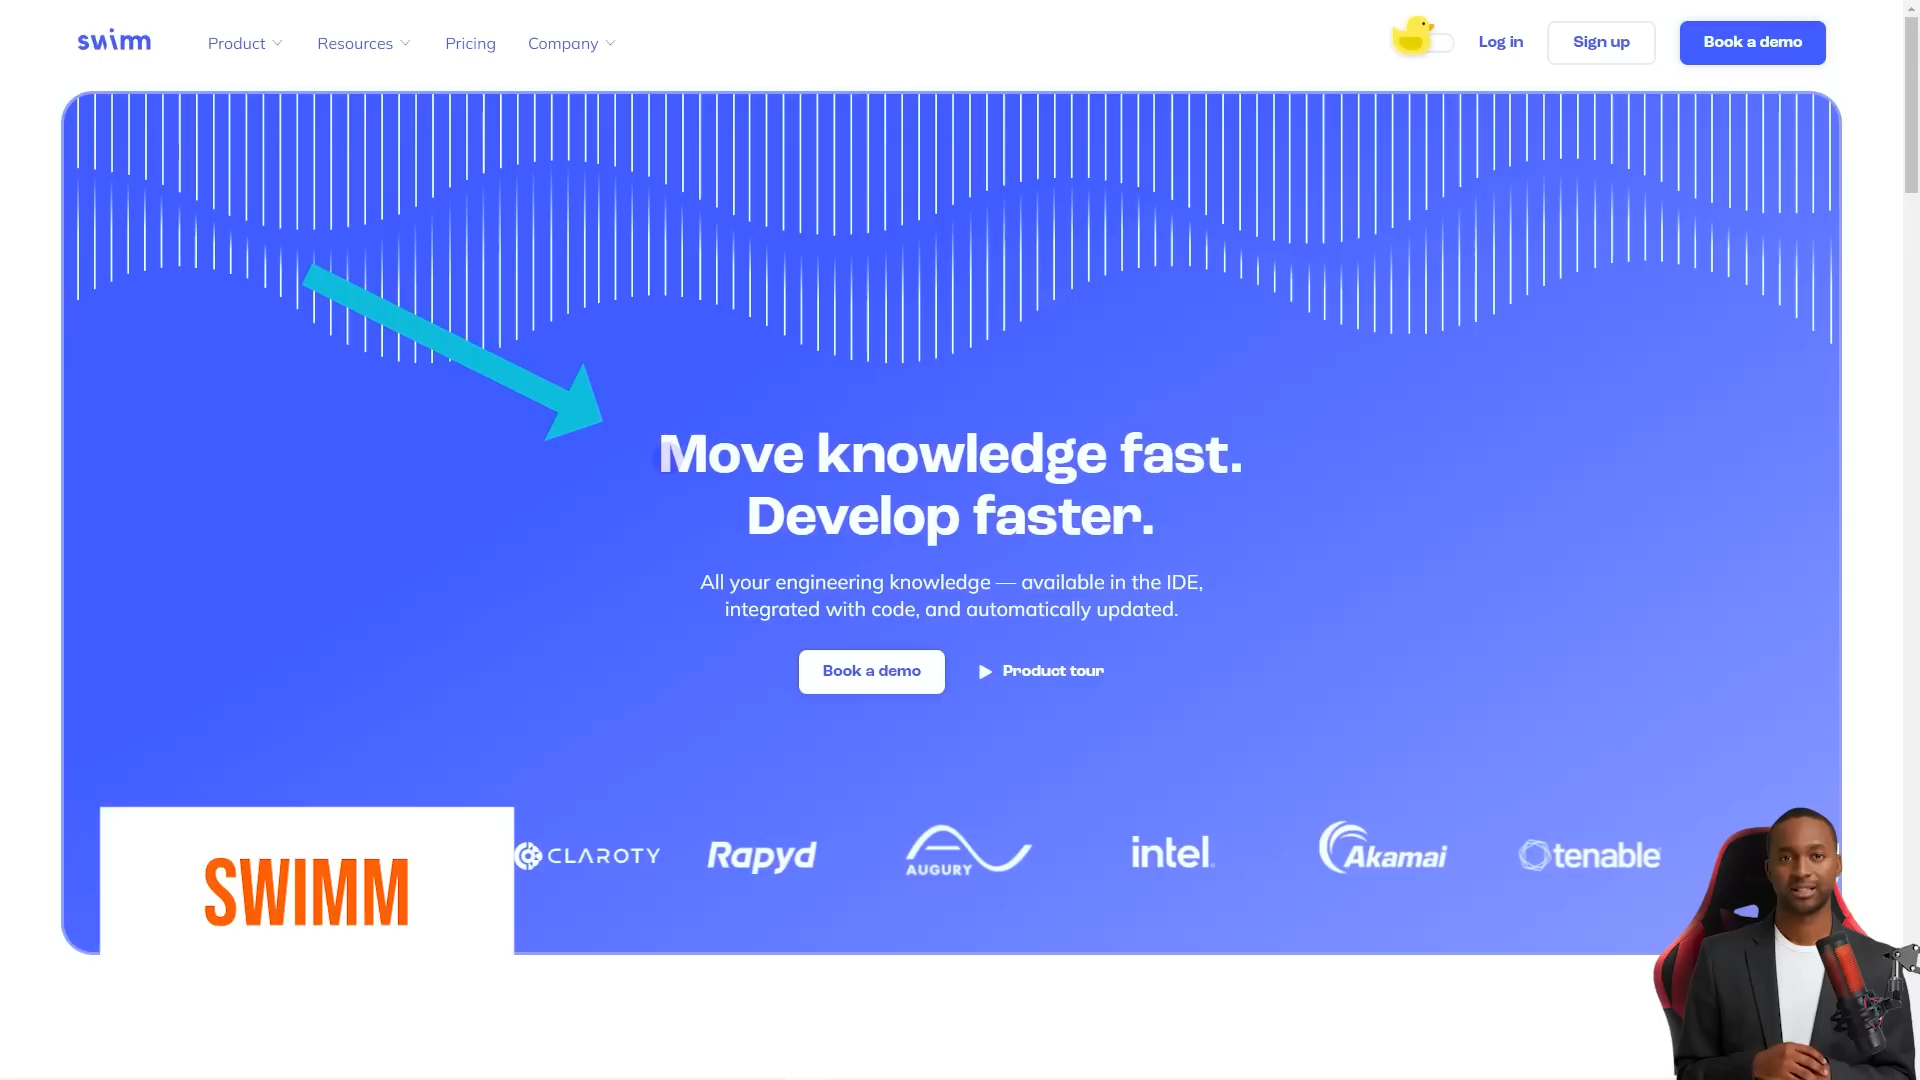 swimm
Product
Resources
Pricing
Company
Log in
Sign up
Book a demo
Move knowledge fast.
Develop faster.
All your engineering knowledge — available in the IDE,
integrated with code, and automatically updated.
Book a demo
Product tour
SWIMM
CLAROTY
Rapyd
AUGURY
intel.
Akamai
tenable